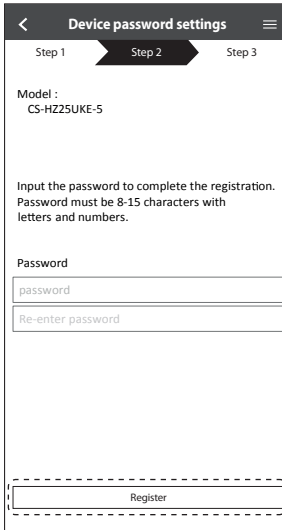 Device password settings
Step 1 Step 2 Step 3
Model :
CS-HZ25UKE-5
Input the password to complete the registration.
Password must be 8-15 characters with
letters and numbers.
Password
password
Re-enter password
Register